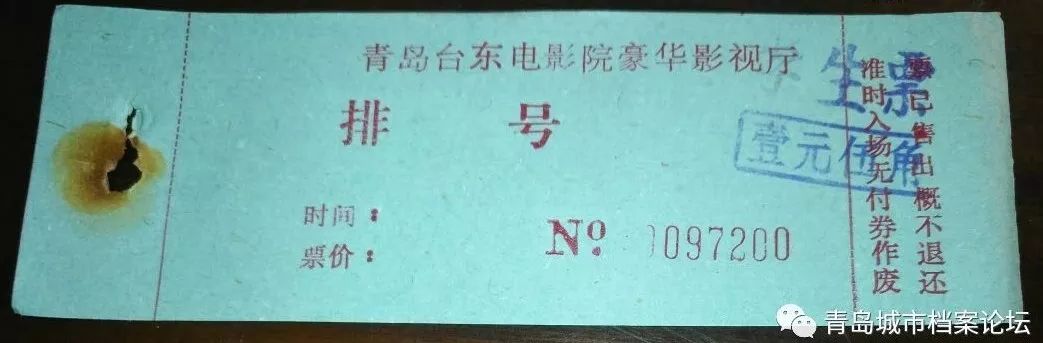 青岛台东电影院豪华影视厅
排 号
时间：
票价：
Nº 0097200
学生票
壹元伍角
票已售出概不退还
准时入场无付券作废
青岛城市档案论坛